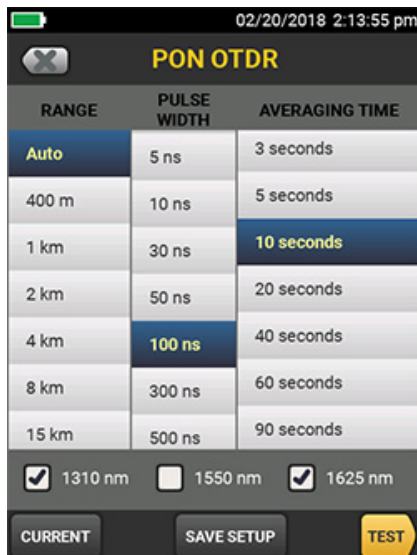 02/20/2018 2:13:55 pm
PON OTDR
RANGE
PULSE
WIDTH
AVERAGING TIME
Auto
400 m
1 km
2 km
4 km
8 km
15 km
5 ns
10 ns
30 ns
50 ns
100 ns
300 ns
500 ns
3 seconds
5 seconds
10 seconds
20 seconds
40 seconds
60 seconds
90 seconds
1310 nm
1550 nm
1625 nm
CURRENT
SAVE SETUP
TEST